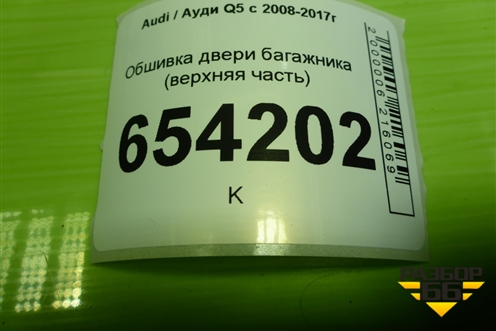 Audi / Ауди Q5 с 2008-2017г
Обшивка двери багажника
(верхняя часть)
654202
К
2000006216069
РАЗБОР
66